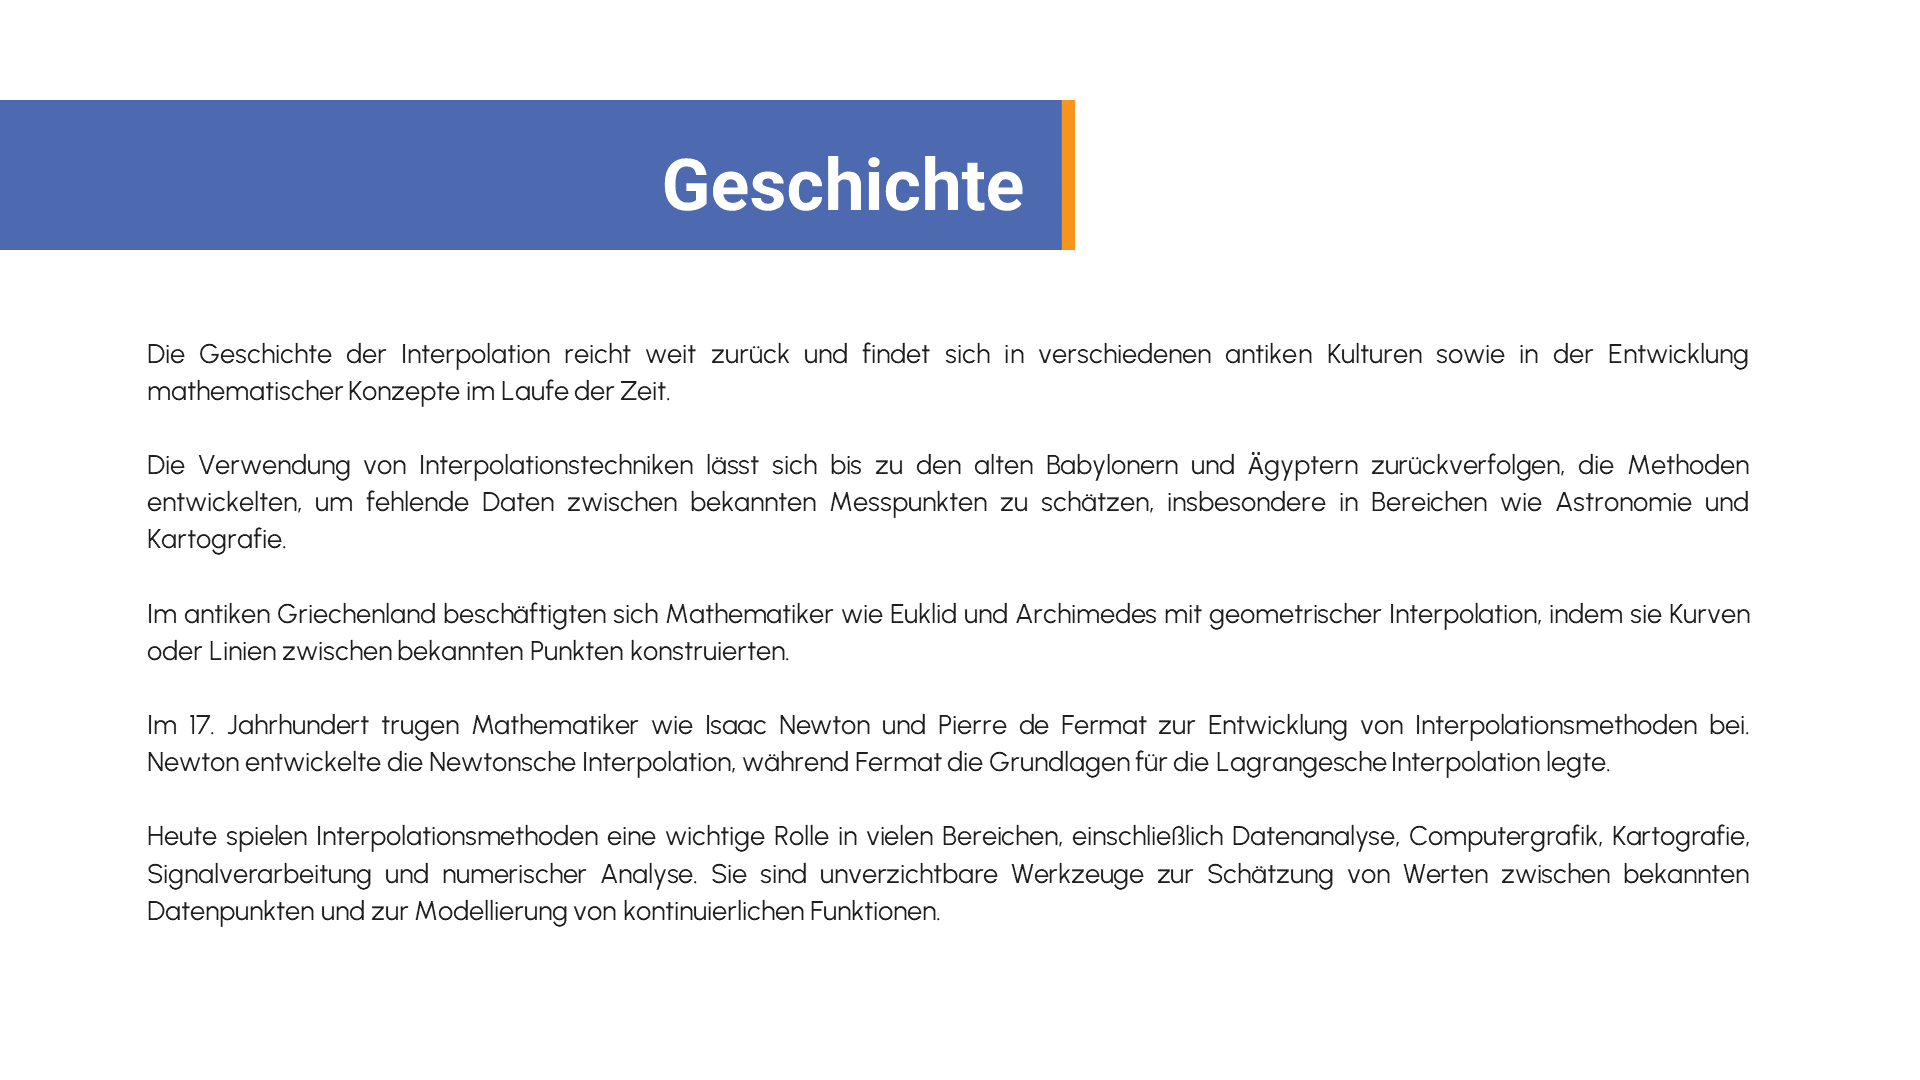 Geschichte
Die Geschichte der Interpolation reicht weit zurück und findet sich in verschiedenen antiken Kulturen sowie in der Entwicklung
mathematischer Konzepte im Laufe der Zeit.
Die Verwendung von Interpolationstechniken lässt sich bis zu den alten Babylonern und Ägyptern zurückverfolgen, die Methoden
entwickelten, um fehlende Daten zwischen bekannten Messpunkten zu schätzen, insbesondere in Bereichen wie Astronomie und
Kartografie.
Im antiken Griechenland beschäftigten sich Mathematiker wie Euklid und Archimedes mit geometrischer Interpolation, indem sie Kurven
oder Linien zwischen bekannten Punkten konstruierten.
Im 17. Jahrhundert trugen Mathematiker wie Isaac Newton und Pierre de Fermat zur Entwicklung von Interpolationsmethoden bei.
Newton entwickelte die Newtonsche Interpolation, während Fermat die Grundlagen für die Lagrangesche Interpolation legte.
Heute spielen Interpolationsmethoden eine wichtige Rolle in vielen Bereichen, einschließlich Datenanalyse, Computergrafik, Kartografie,
Signalverarbeitung und numerischer Analyse. Sie sind unverzichtbare Werkzeuge zur Schätzung von Werten zwischen bekannten
Datenpunkten und zur Modellierung von kontinuierlichen Funktionen.